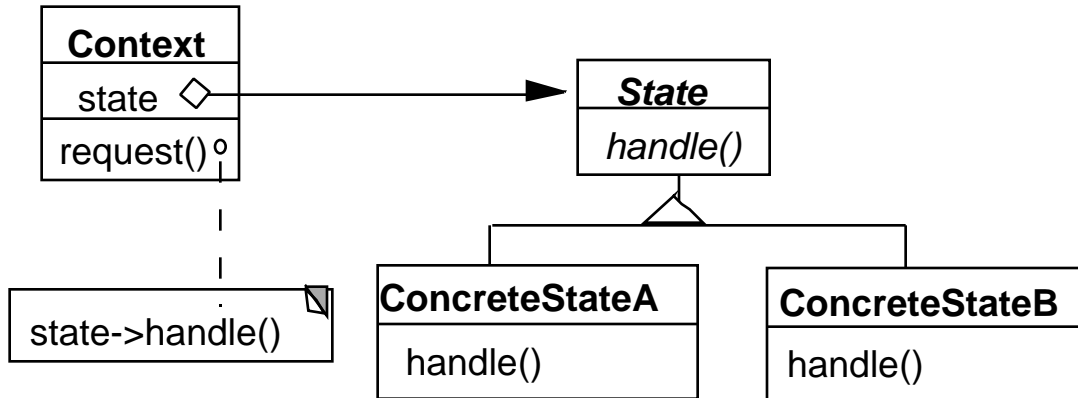 Context
state
request()
state->handle()
State
handle()
ConcreteStateA
handle()
ConcreteStateB
handle()